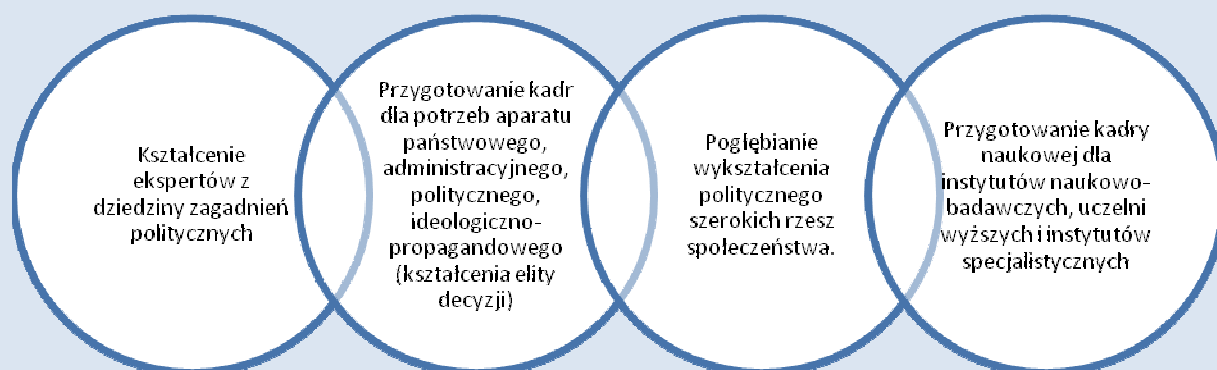 Kształcenie
ekspertów z
dziedziny zagadnień
politycznych
Przygotowanie kadr
dla potrzeb aparatu
państwowego,
administracyjnego,
politycznego,
ideologiczno-
propagandowego
(kształcenia elity
decyzji)
Pogłębianie
wykształcenia
politycznego
szerokich rzesz
społeczeństwa.
Przygotowanie kadry
naukowej dla
instytutów naukowo-
badawczych, uczelni
wyższych i instytutów
specjalistycznych